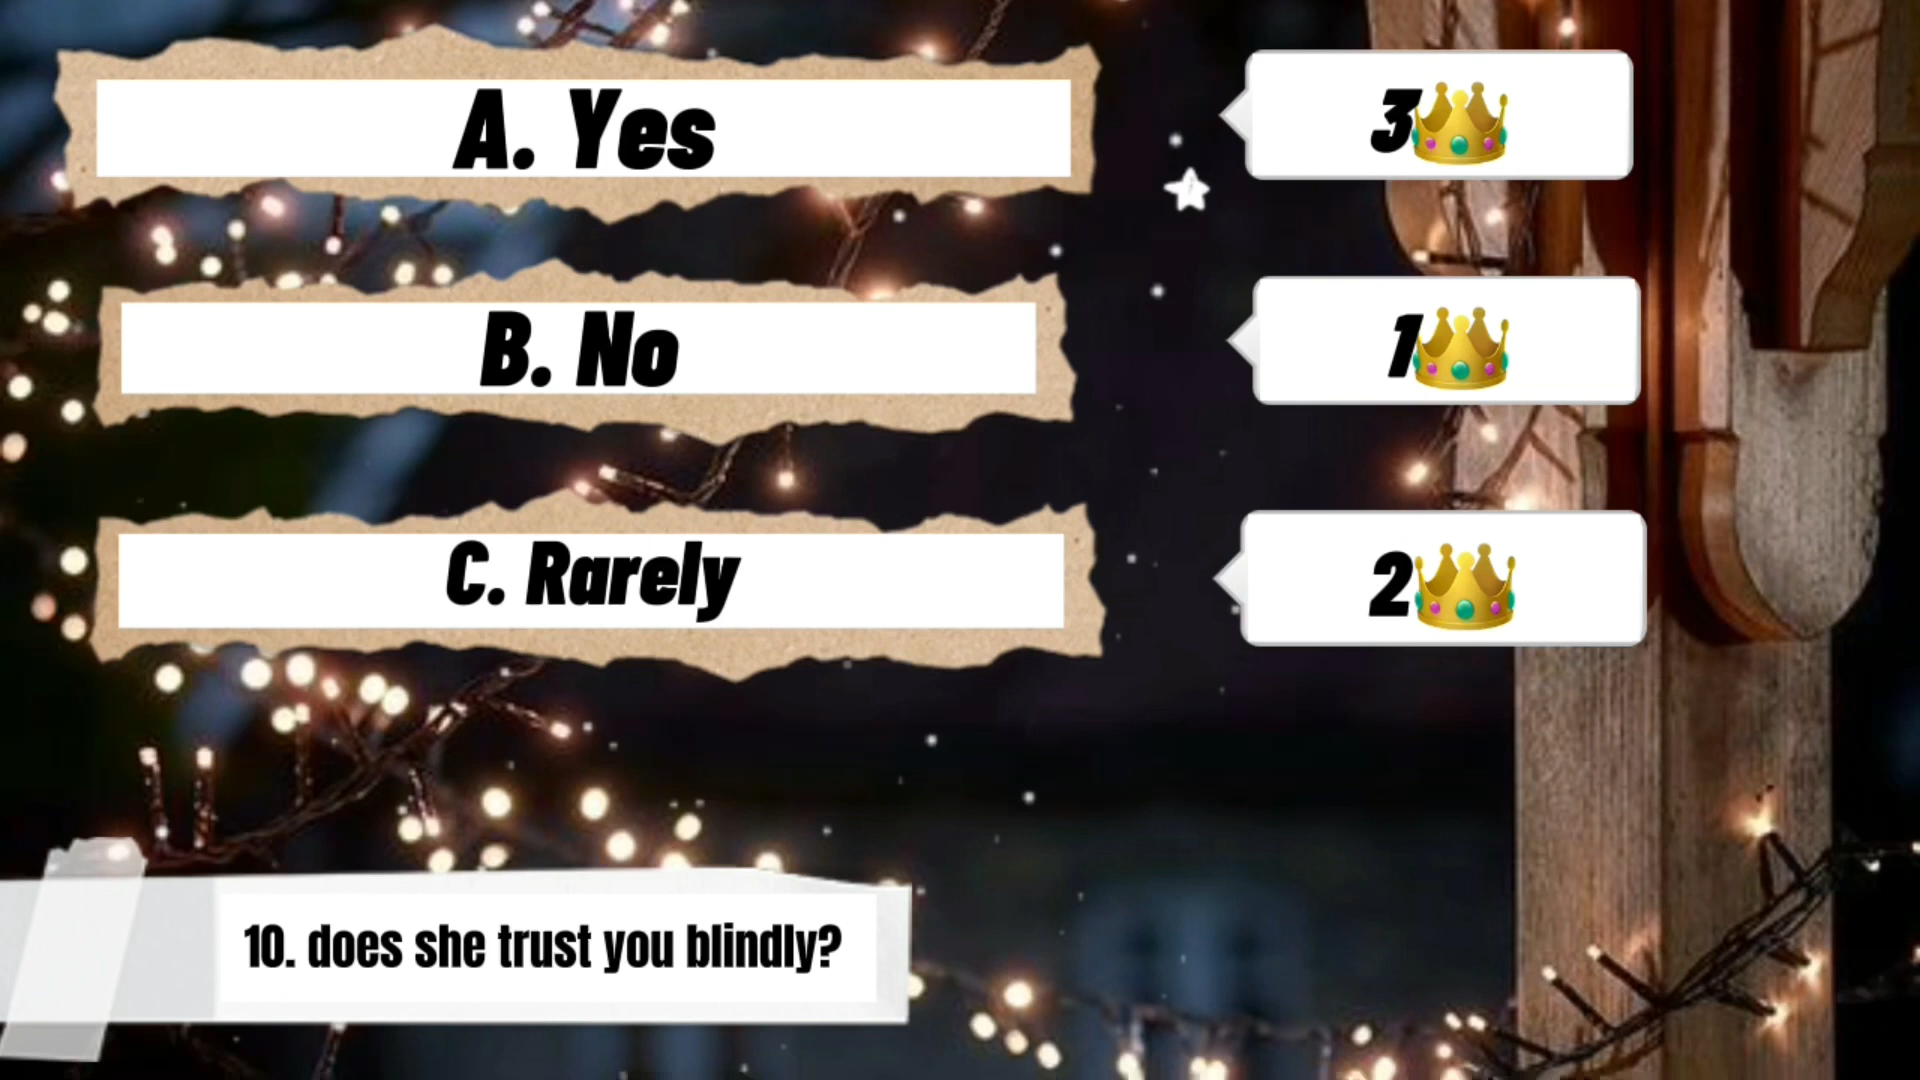 A. Yes
3👑
B. No
1👑
C. Rarely
2👑
10. does she trust you blindly?